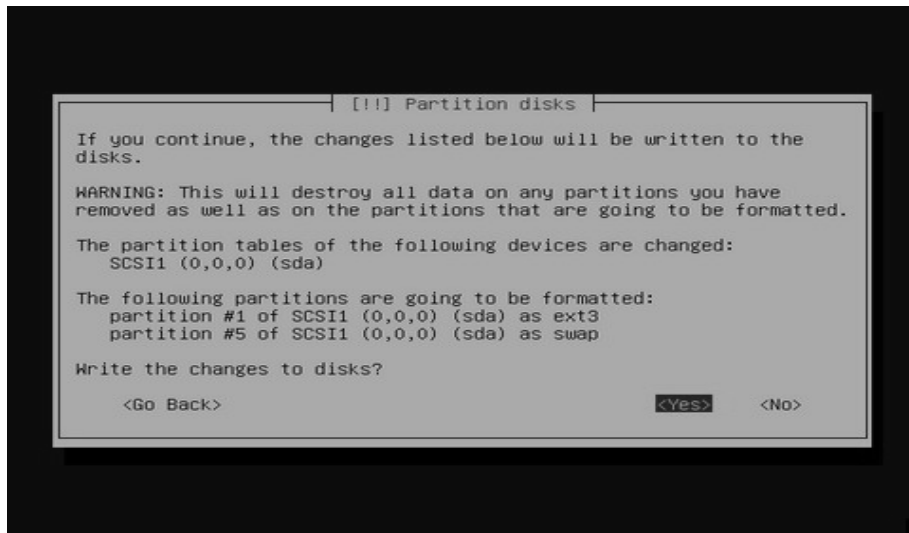 [!!] Partition disks
If you continue, the changes listed below will be written to the
disks.
WARNING: This will destroy all data on any partitions you have
removed as well as on the partitions that are going to be formatted.
The partition tables of the following devices are changed:
SCSI1 (0,0,0) (sda)
The following partitions are going to be formatted:
partition #1 of SCSI1 (0,0,0) (sda) as ext3
partition #5 of SCSI1 (0,0,0) (sda) as swap
Write the changes to disks?
<Go Back> <Yes> <No>